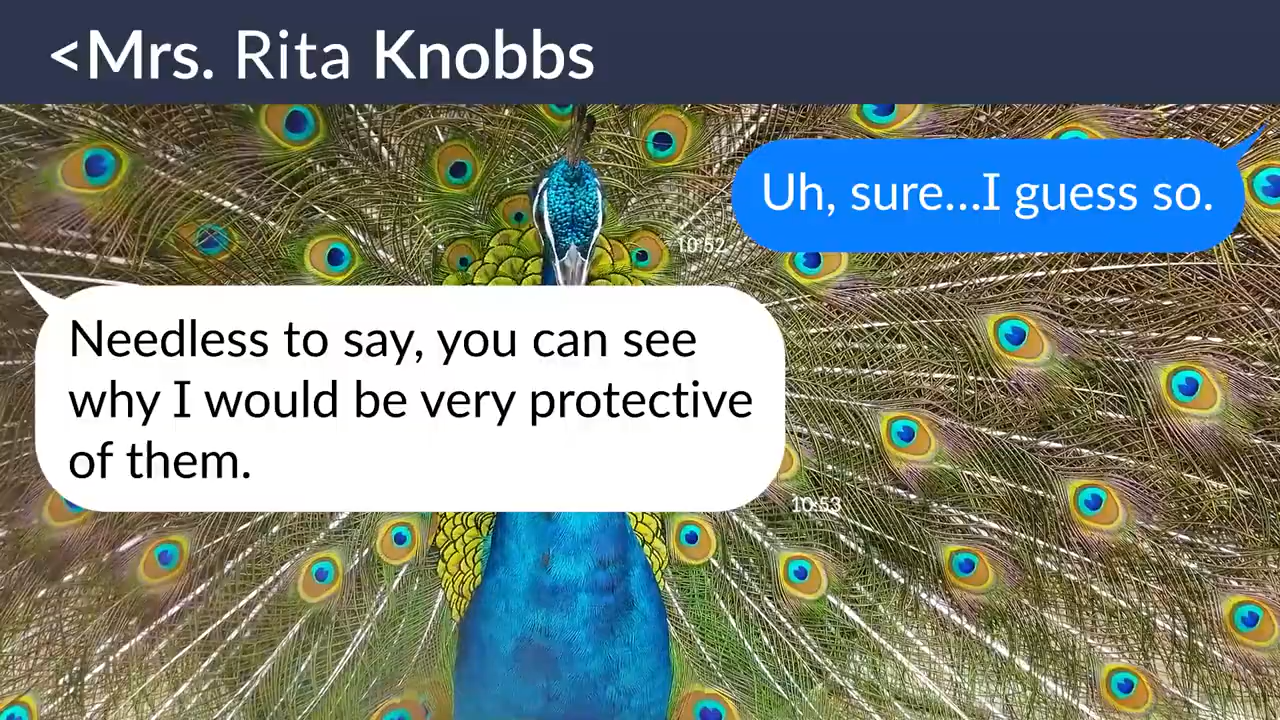 <Mrs. Rita Knobbs
Uh, sure...I guess so.
10:52
Needless to say, you can see
why I would be very protective
of them.
10:53